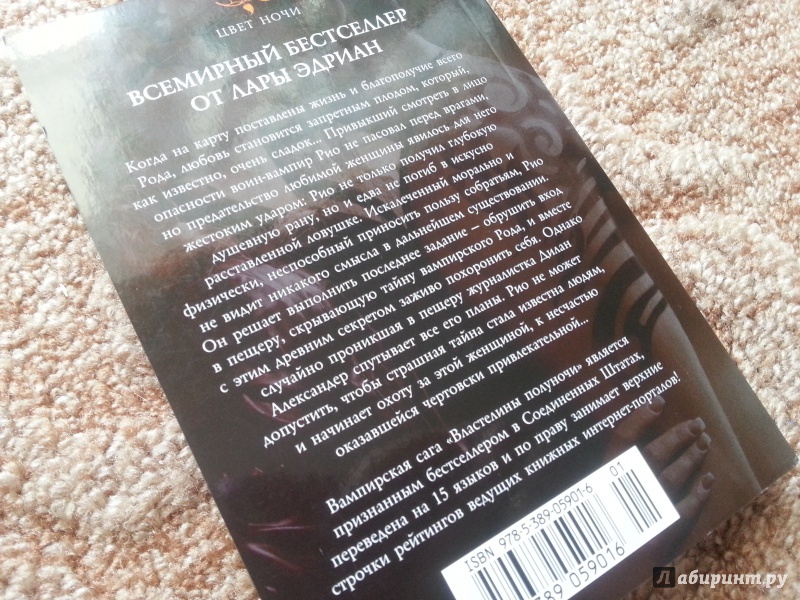 ЦВЕТ НОЧИ
ВСЕМИРНЫЙ БЕСТСЕЛЛЕР
ОТ ЛАРЫ ЭДРИАН
Когда на карту поставлены жизнь и благополучие всего
Рода, любовь становится запретным плодом, который,
как известно, очень сладок... Привыкший смотреть в лицо
опасности воин-вампир Рио не пасовал перед врагами,
но предательство любимой женщины явилось для него
жестоким ударом: Рио не только получил глубокую
душевную рану, но и едва не погиб в искусно
расставленной ловушке. Искалеченный морально и
физически, неспособный приносить пользу собратьям, Рио
не видит никакого смысла в дальнейшем существовании.
Он решает выполнить последнее задание – обрушить вход
в пещеру, скрывающую тайну вампирского Рода, и вместе
с этим древним секретом заживо похоронить себя. Однако
случайно проникшая в пещеру журналистка Дилан
Александер спутывает все его планы. Рио не может
допустить, чтобы страшная тайна стала известна людям,
и начинает охоту за этой женщиной, к несчастью
оказавшейся чертовски привлекательной...
Вампирская сага «Властелины полуночи» является
признанным бестселлером в Соединенных Штатах,
переведена на 15 языков и по праву занимает верхние
строчки рейтингов ведущих книжных интернет-порталов!
ISBN 978-5-389-05901-6
01
789 059016
Лабиринт.ру